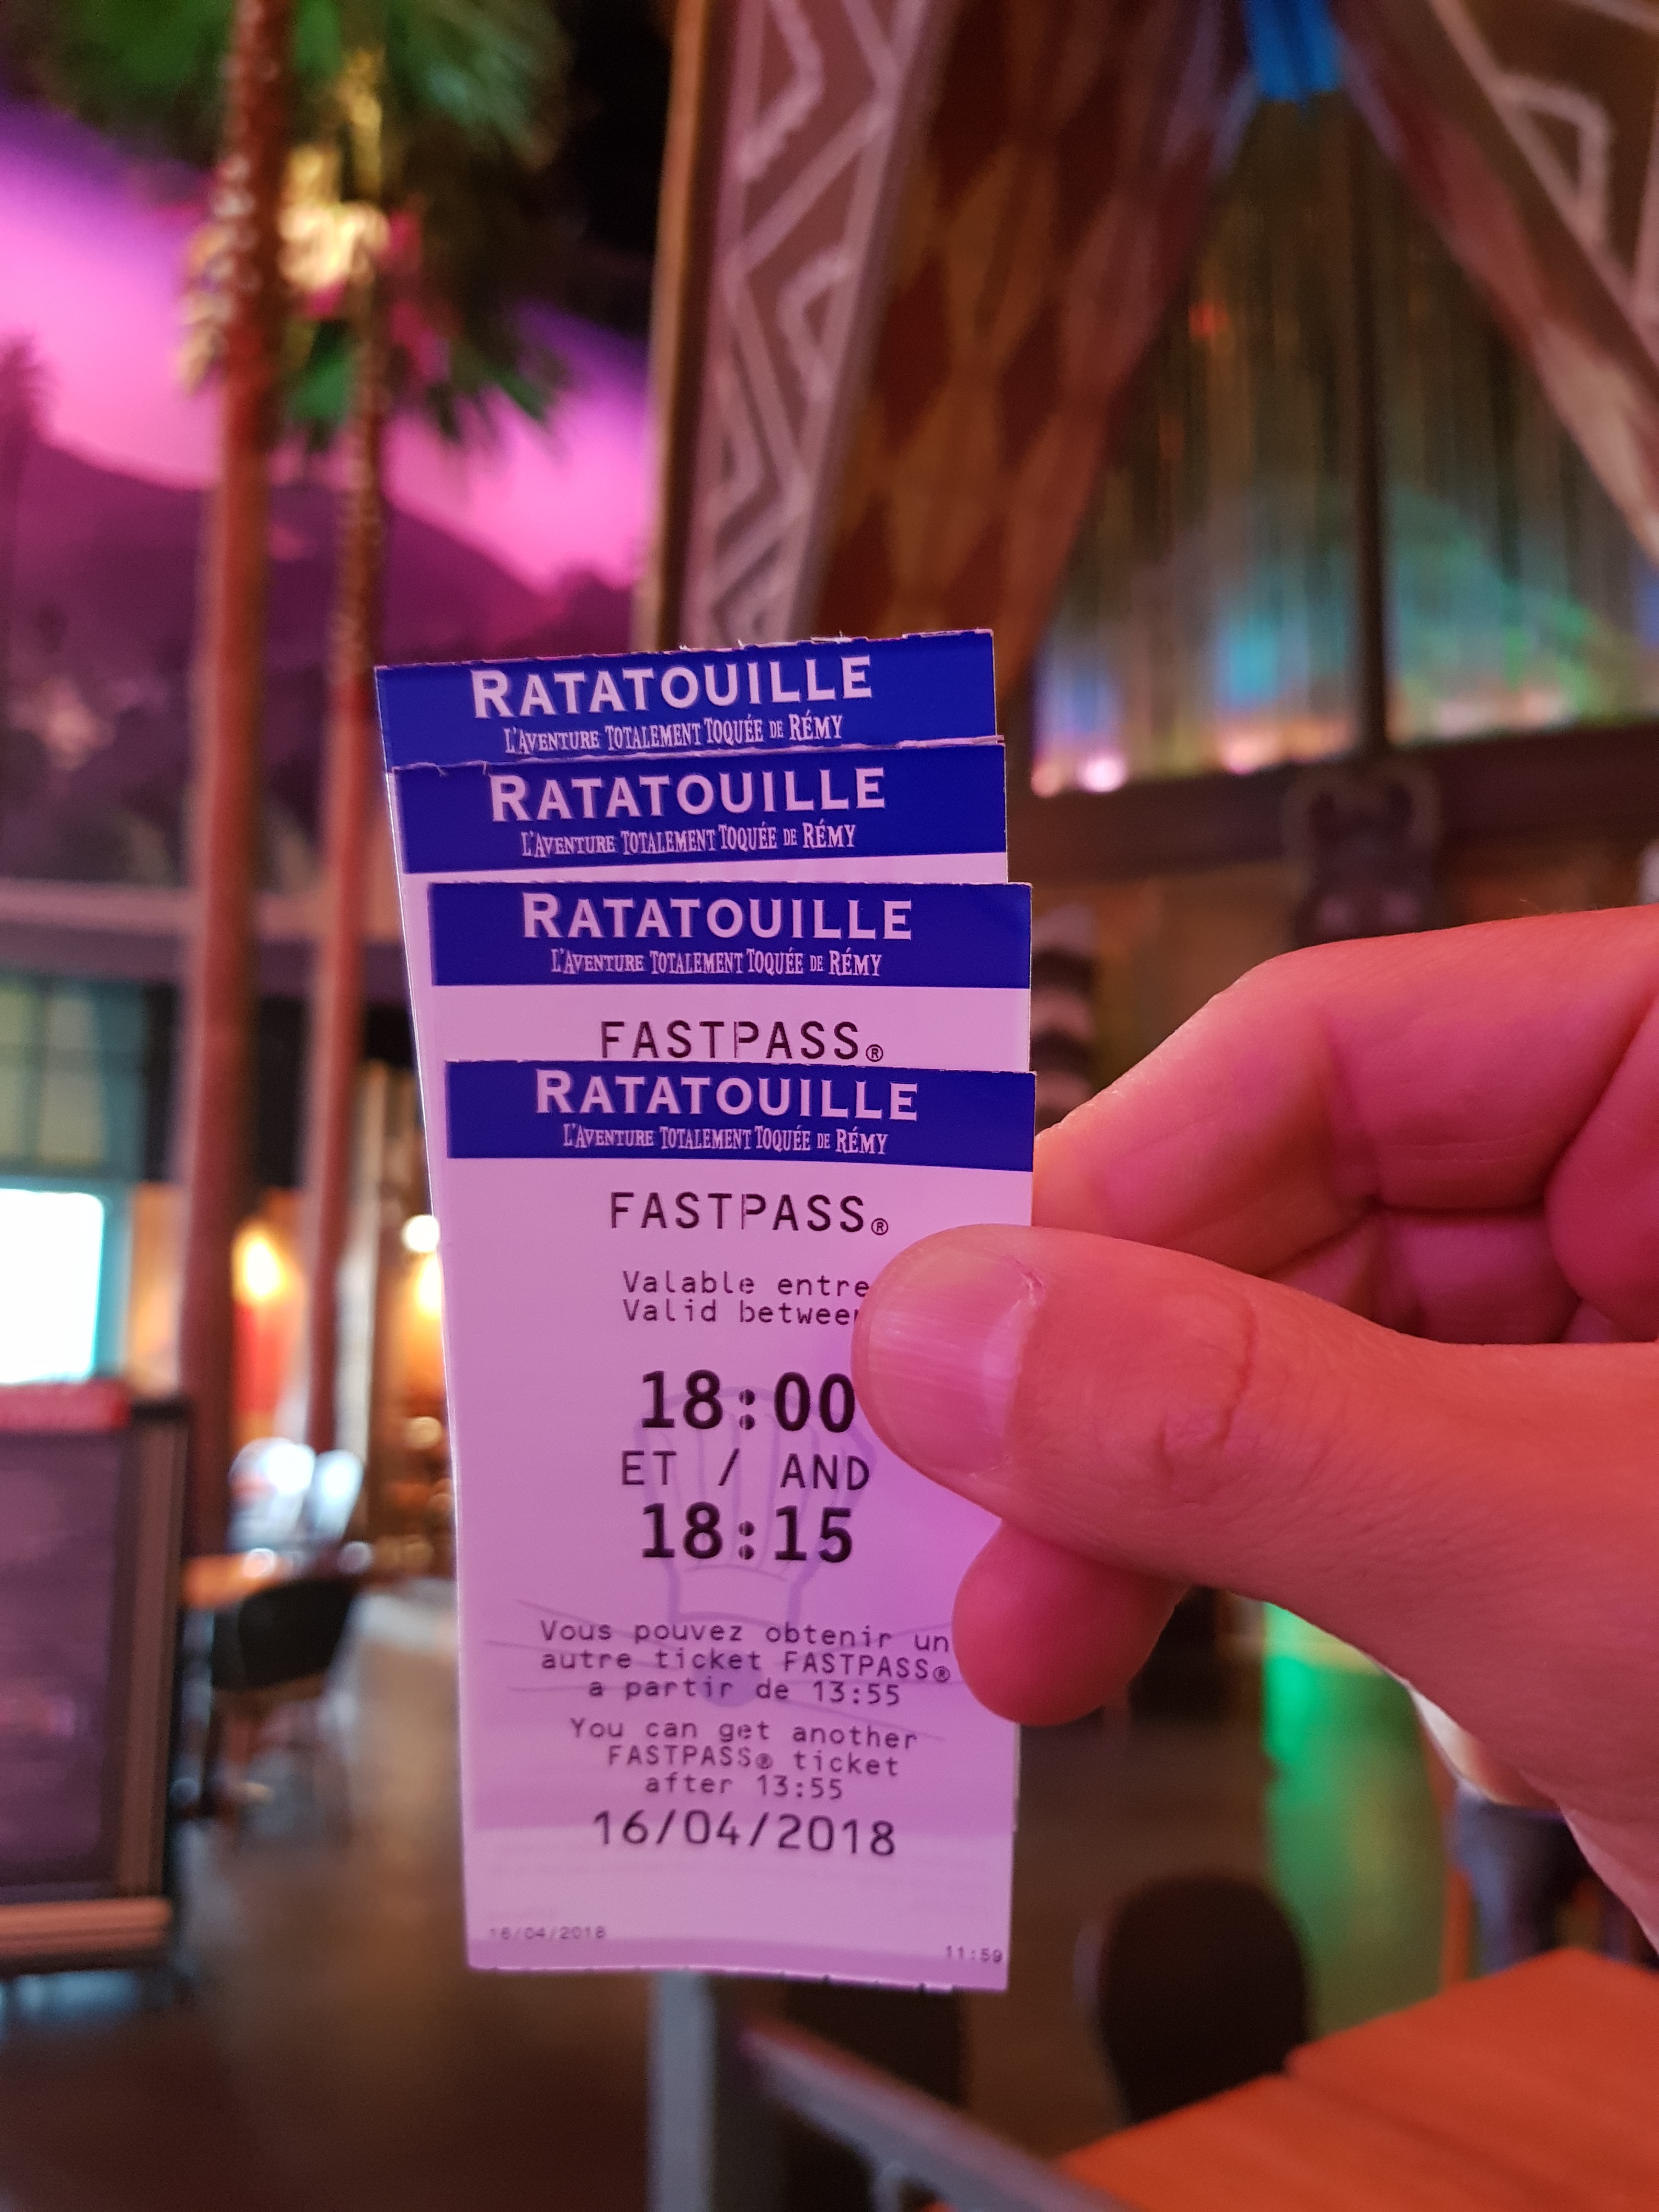 RATATOUILLE
L'AVENTURE TOTALEMENT TOQUÉE DE RÉMY
RATATOUILLE
L'AVENTURE TOTALEMENT TOQUÉE DE RÉMY
RATATOUILLE
L'AVENTURE TOTALEMENT TOQUÉE DE RÉMY
FASTPASS®
RATATOUILLE
L'AVENTURE TOTALEMENT TOQUÉE DE RÉMY
FASTPASS®
Valable entre
Valid between
18:00
ET / AND
18:15
Vous pouvez obtenir un
autre ticket FASTPASS®
a partir de 13:55
You can get another
FASTPASS® ticket
after 13:55
16/04/2018
16/04/2018 11:59